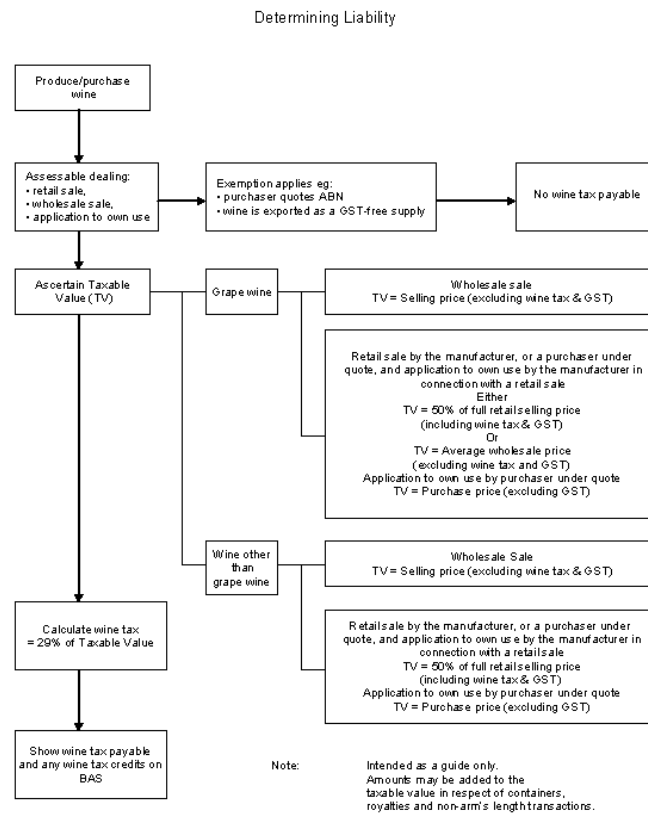 Determining Liability
Produce/purchase
wine
Assessable dealing:
• retail sale,
• wholesale sale,
• application to own use
Exemption applies eg:
• purchaser quotes ABN
• wine is exported as a GST-free supply
No wine tax payable
Ascertain Taxable
Value (TV)
Grape wine
Wholesale sale
TV = Selling price (excluding wine tax & GST)
Retail sale by the manufacturer, or a purchaser under
quote, and application to own use by the manufacturer in
connection with a retail sale
Either
TV = 50% of full retail selling price
(including wine tax & GST)
Or
TV = Average wholesale price
(excluding wine tax and GST)
Application to own use by purchaser under quote
TV = Purchase price (excluding GST)
Wine other
than
grape wine
Wholesale Sale
TV = Selling price (excluding wine tax & GST)
Calculate wine tax
= 29% of Taxable Value
Retail sale by the manufacturer, or a purchaser under
quote, and application to own use by the manufacturer in
connection with a retail sale
TV = 50% of full retail selling price
(including wine tax & GST)
Application to own use by purchaser under quote
TV = Purchase price (excluding GST)
Show wine tax payable
and any wine tax credits on
BAS
Note: Intended as a guide only.
Amounts may be added to the
taxable value in respect of containers,
royalties and non-arm's length transactions.